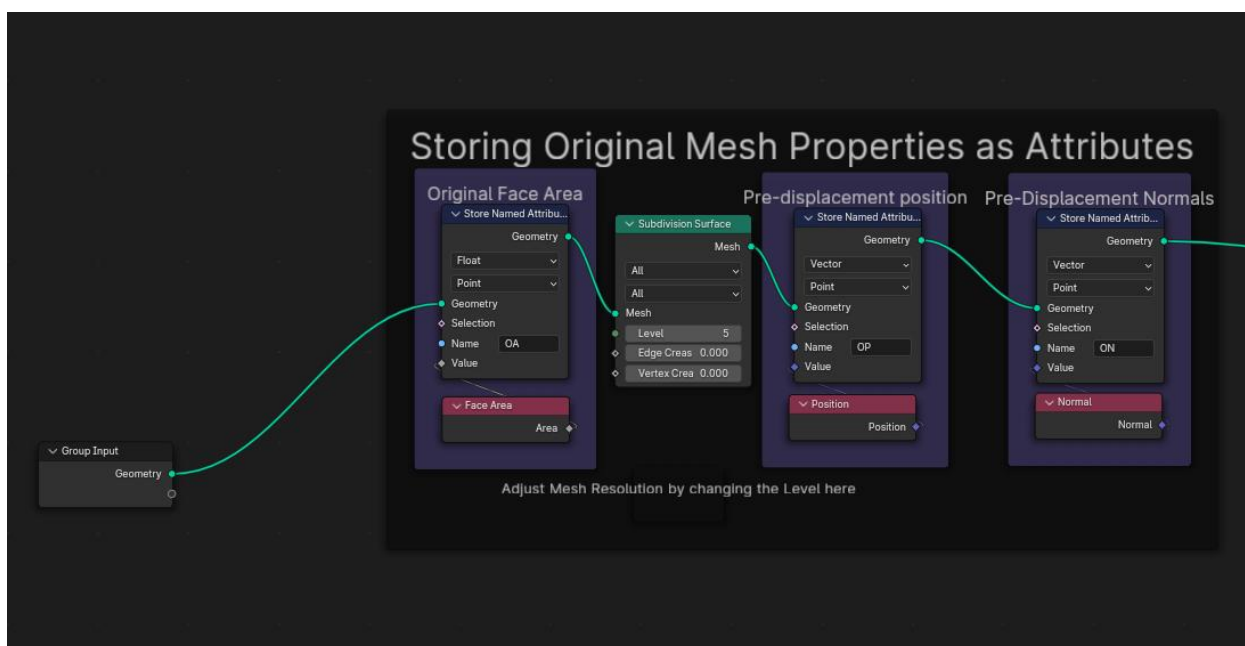 Storing Original Mesh Properties as Attributes
Original Face Area
Store Named Attribu...
Geometry
Float
Point
Geometry
Selection
Name OA
Value
Face Area
Area
Subdivision Surface
Mesh
All
All
Mesh
Level 5
Edge Creas 0.000
Vertex Crea 0.000
Pre-displacement position
Store Named Attribu...
Geometry
Vector
Point
Geometry
Selection
Name OP
Value
Position
Position
Pre-Displacement Normals
Store Named Attrib...
Geometry
Vector
Point
Geometry
Selection
Name ON
Value
Normal
Normal
Group Input
Geometry
Adjust Mesh Resolution by changing the Level here